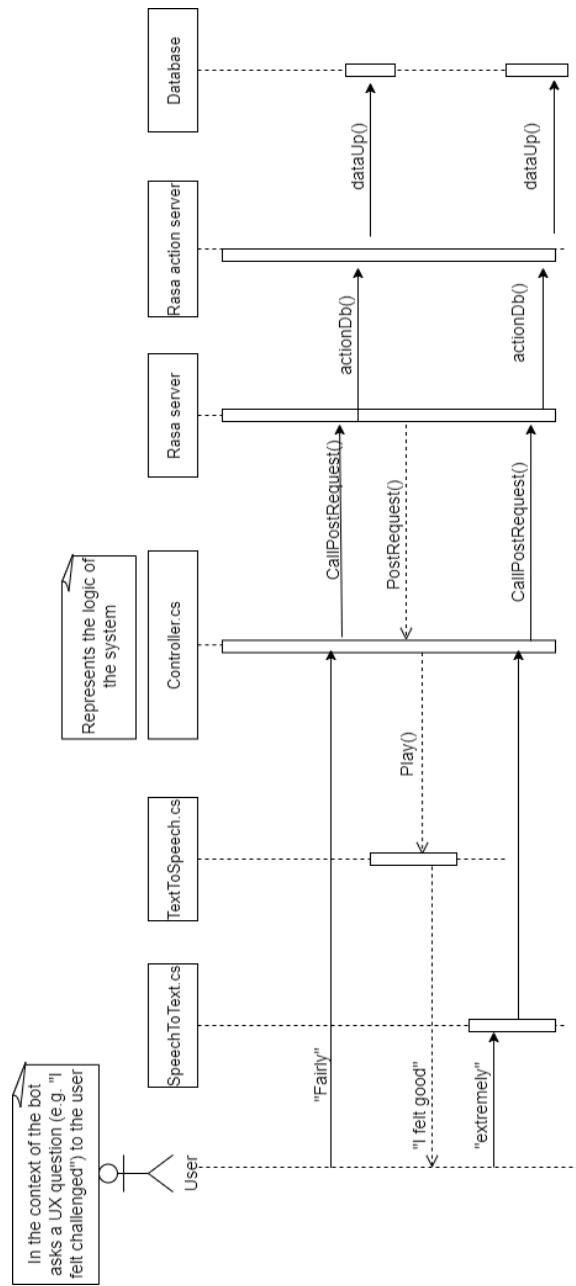 In the context of the bot
asks a UX question (e.g. "I
felt challenged") to the user
User
SpeechToText.cs
TextToSpeech.cs
Represents the logic of
the system
Controller.cs
Rasa server
Rasa action server
Database
"Fairly"
CallPostRequest()
actionDb()
dataUp()
PostRequest()
Play()
"I felt good"
"extremely"
CallPostRequest()
actionDb()
dataUp()